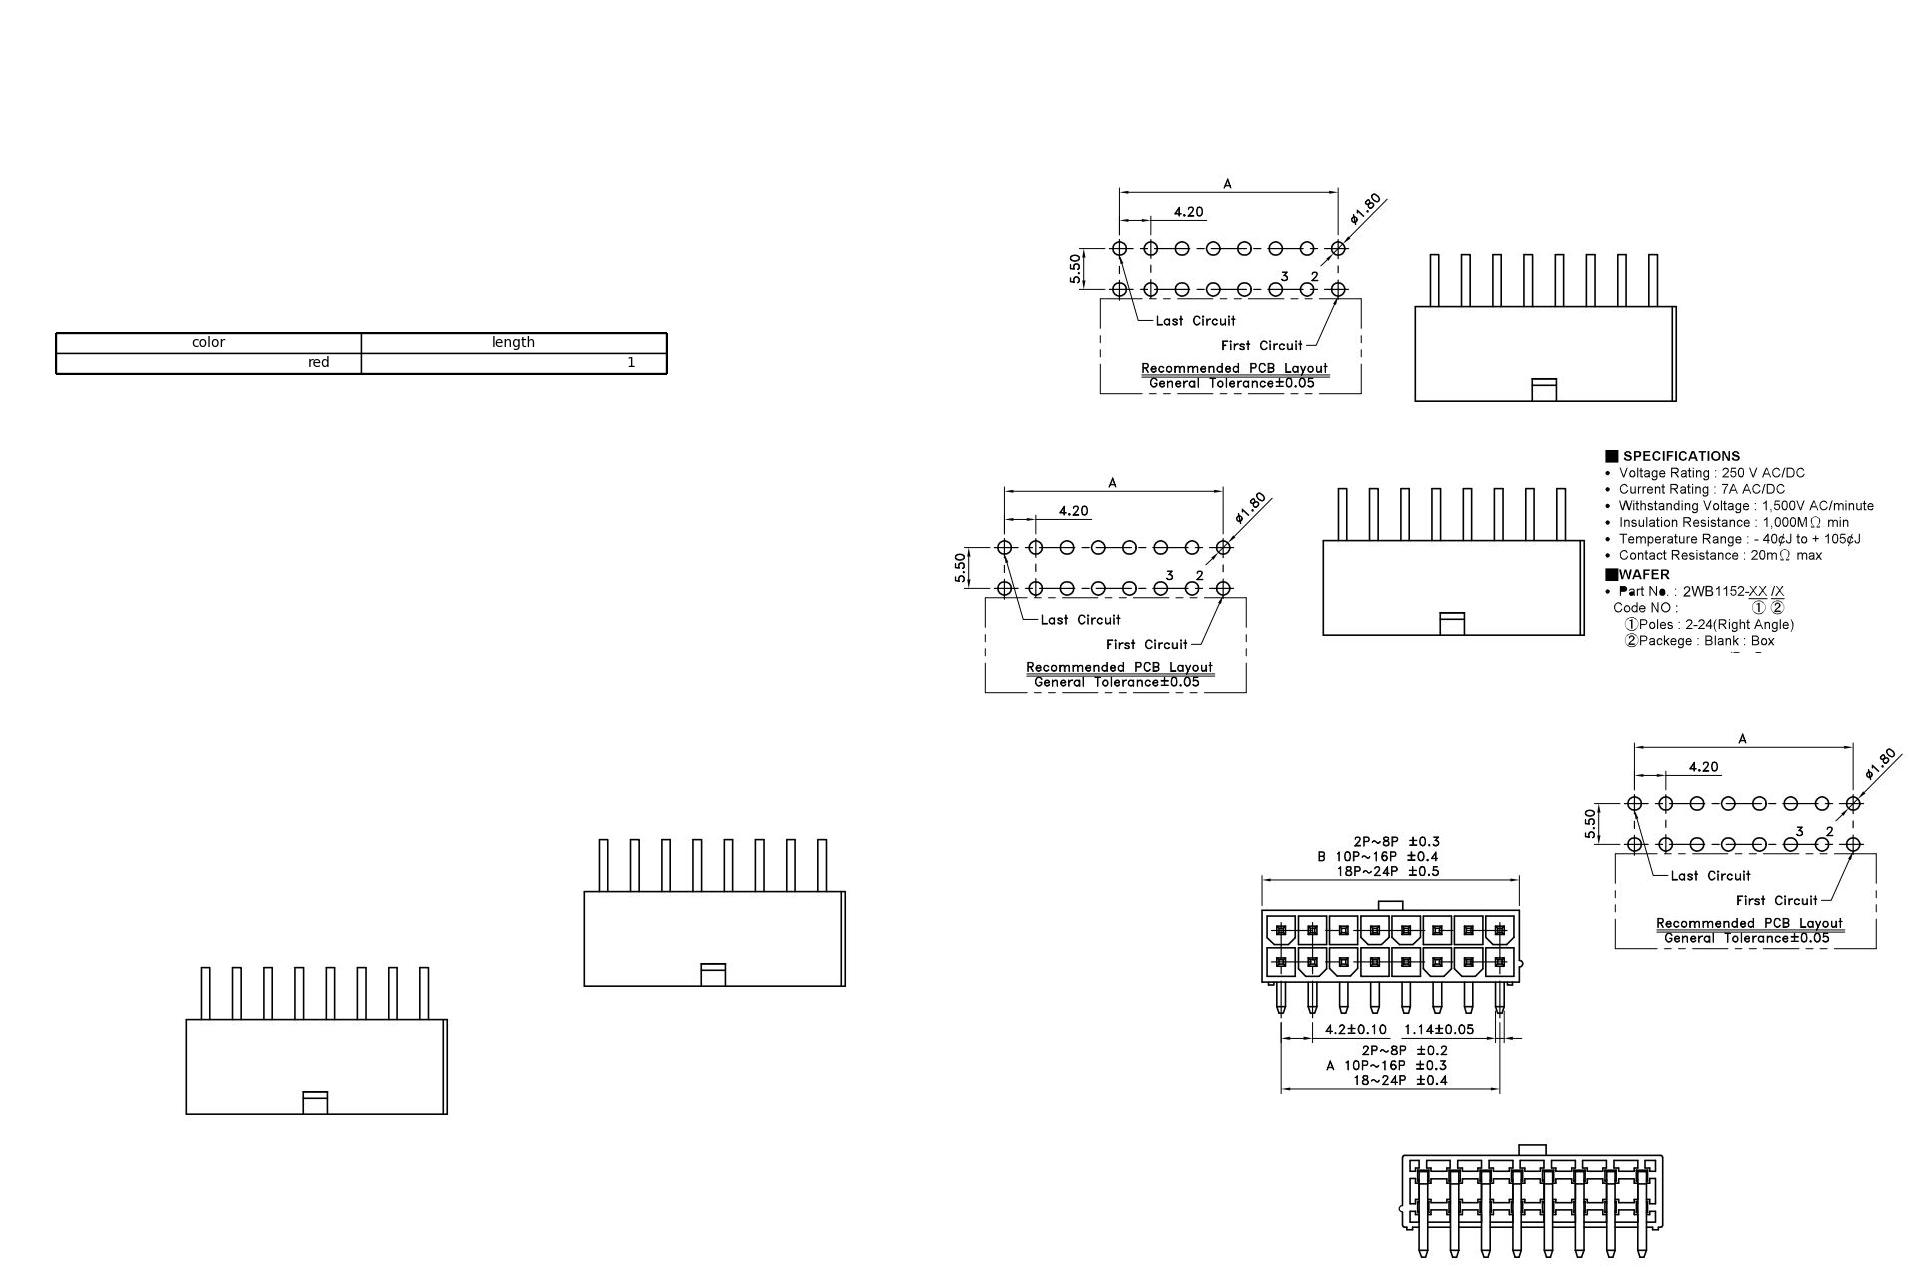 A
4.20
ø1.80
5.50
3 2
Last Circuit
First Circuit
Recommended PCB Layout
General Tolerance±0.05
color length
red 1
■ SPECIFICATIONS
• Voltage Rating : 250 V AC/DC
• Current Rating : 7A AC/DC
• Withstanding Voltage : 1,500V AC/minute
• Insulation Resistance : 1,000MΩ min
• Temperature Range : - 40¢J to + 105¢J
• Contact Resistance : 20mΩ max
■WAFER
• Part No. : 2WB1152-XX /X
Code NO : ① ②
①Poles : 2-24(Right Angle)
②Packege : Blank : Box
A
4.20
ø1.80
5.50
3 2
Last Circuit
First Circuit
Recommended PCB Layout
General Tolerance±0.05
A
4.20
ø1.80
5.50
3 2
Last Circuit
First Circuit
Recommended PCB Layout
General Tolerance±0.05
2P~8P ±0.3
B 10P~16P ±0.4
18P~24P ±0.5
4.2±0.10 1.14±0.05
2P~8P ±0.2
A 10P~16P ±0.3
18~24P ±0.4